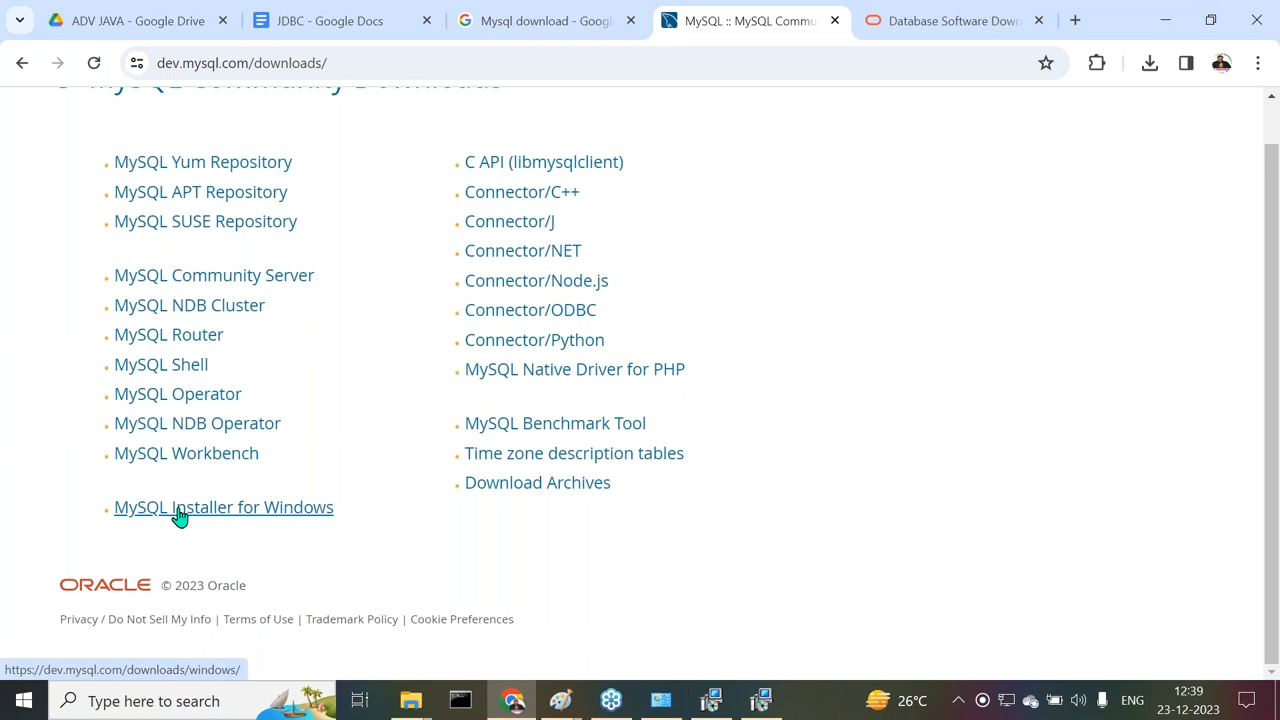 ADV JAVA - Google Drive
JDBC - Google Docs
Mysql download - Googl
MySQL :: MySQL Commu
Database Software Down
dev.mysql.com/downloads/
MySQL Community Downloads
MySQL Yum Repository
MySQL APT Repository
MySQL SUSE Repository
MySQL Community Server
MySQL NDB Cluster
MySQL Router
MySQL Shell
MySQL Operator
MySQL NDB Operator
MySQL Workbench
MySQL Installer for Windows
C API (libmysqlclient)
Connector/C++
Connector/J
Connector/NET
Connector/Node.js
Connector/ODBC
Connector/Python
MySQL Native Driver for PHP
MySQL Benchmark Tool
Time zone description tables
Download Archives
ORACLE © 2023 Oracle
Privacy / Do Not Sell My Info | Terms of Use | Trademark Policy | Cookie Preferences
https://dev.mysql.com/downloads/windows/
Type here to search
26°C
ENG
12:39
23-12-2023